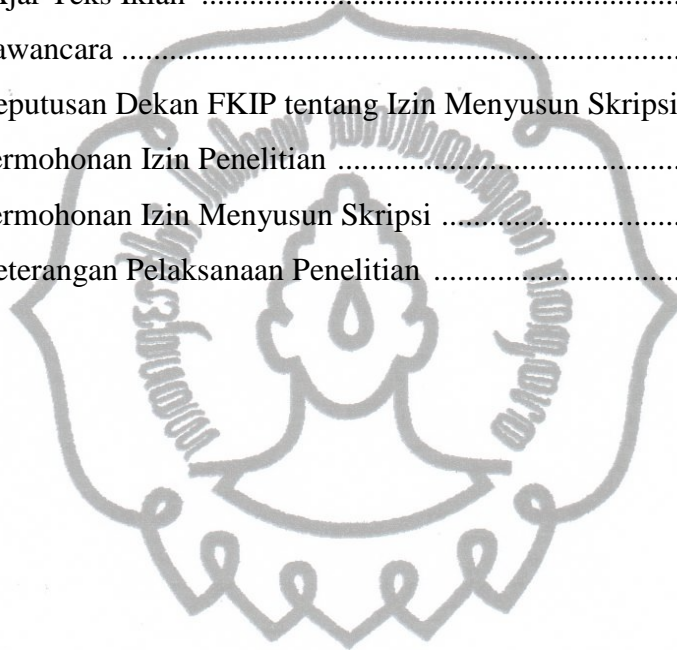 Ajar Teks Iklan ..........................................................
awancara ....................................................................
eputusan Dekan FKIP tentang Izin Menyusun Skripsi
ermohonan Izin Penelitian .........................................
ermohonan Izin Menyusun Skripsi ............................
eterangan Pelaksanaan Penelitian .............................